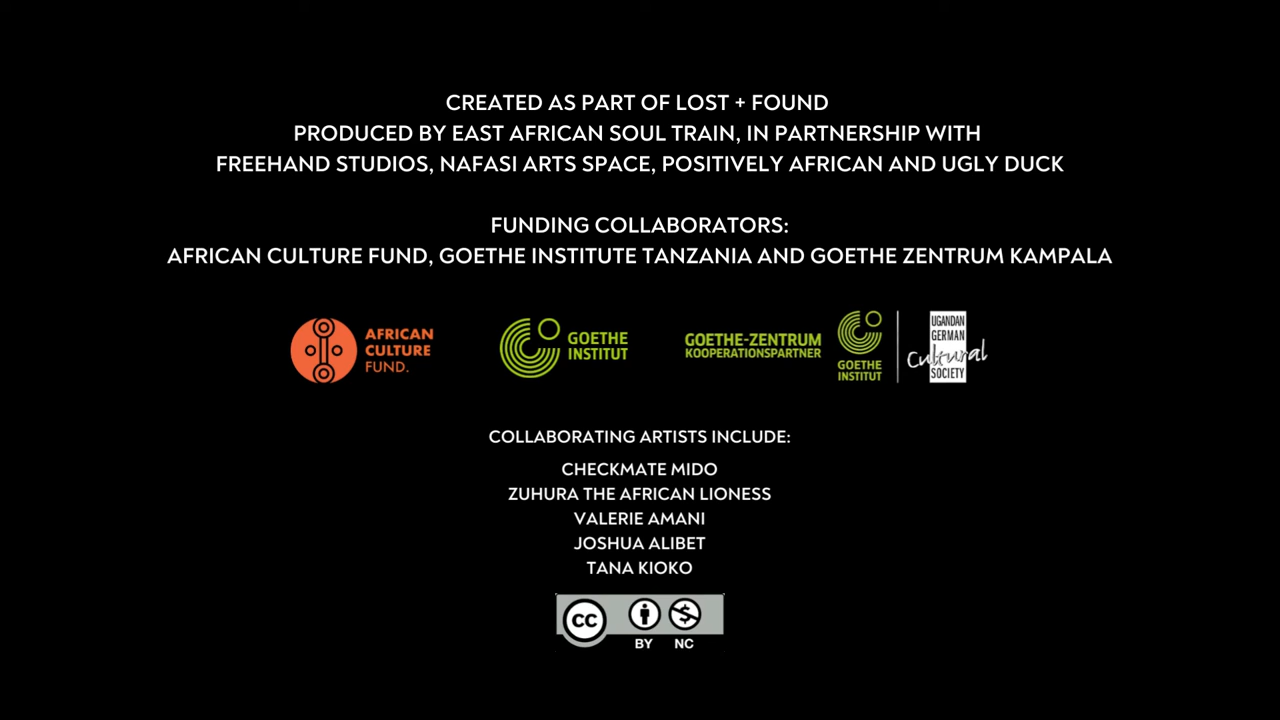 CREATED AS PART OF LOST + FOUND
PRODUCED BY EAST AFRICAN SOUL TRAIN, IN PARTNERSHIP WITH
FREEHAND STUDIOS, NAFASI ARTS SPACE, POSITIVELY AFRICAN AND UGLY DUCK
FUNDING COLLABORATORS:
AFRICAN CULTURE FUND, GOETHE INSTITUTE TANZANIA AND GOETHE ZENTRUM KAMPALA
AFRICAN
CULTURE
FUND.
GOETHE
INSTITUT
GOETHE-ZENTRUM
KOOPERATIONSPARTNER
GOETHE
INSTITUT
UGANDAN
GERMAN
Cultural
SOCIETY
COLLABORATING ARTISTS INCLUDE:
CHECKMATE MIDO
ZUHURA THE AFRICAN LIONESS
VALERIE AMANI
JOSHUA ALIBET
TANA KIOKO
CC
BY NC